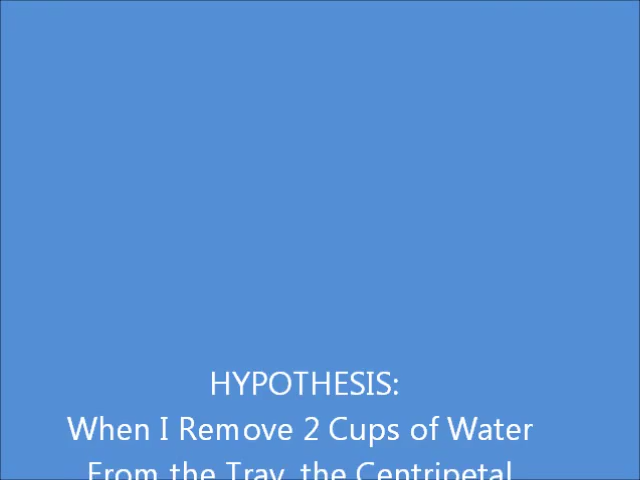 HYPOTHESIS:
When I Remove 2 Cups of Water
From the Tray, the Centripetal